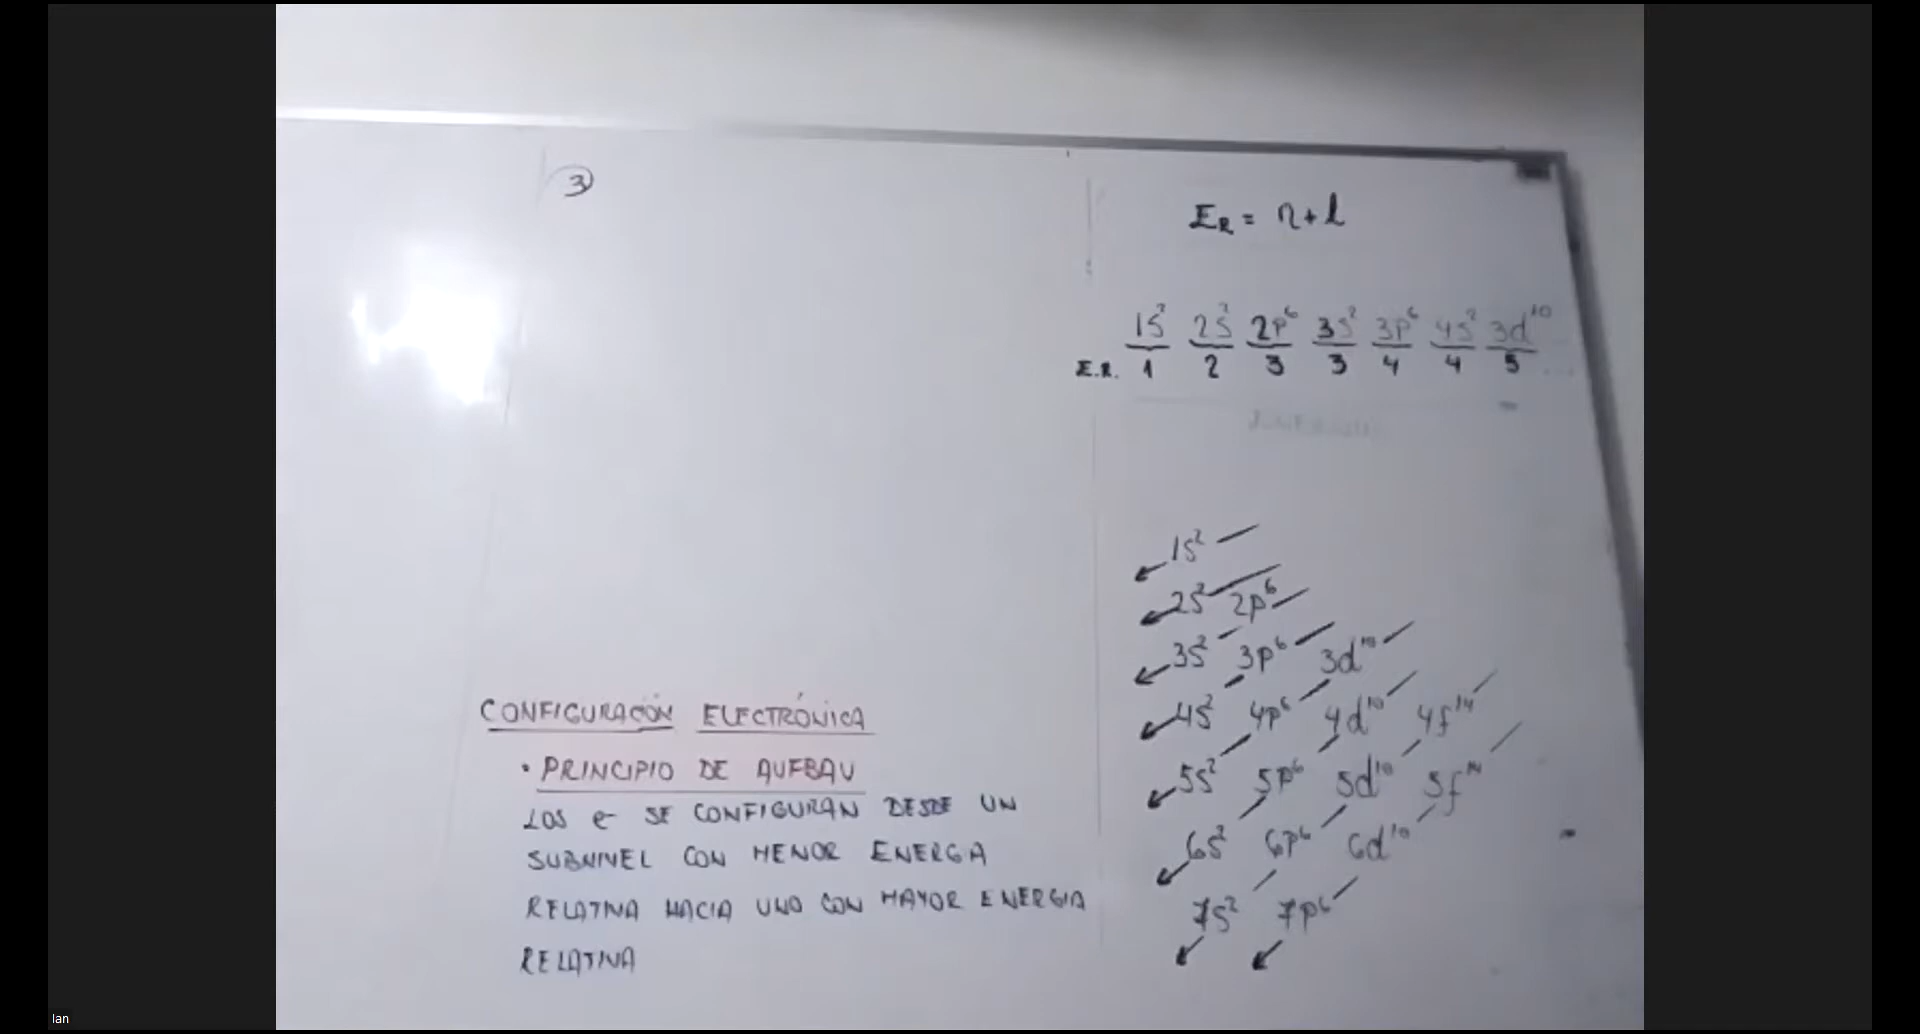 3
E_R = n + l
1s² 2s² 2p⁶ 3s² 3p⁶ 4s² 3d¹⁰
E.R. 1 2 3 3 4 4 5 ...
1s²
2s² 2p⁶
3s² 3p⁶ 3d¹⁰
4s² 4p⁶ 4d¹⁰ 4f¹⁴
5s² 5p⁶ 5d¹⁰ 5f¹⁴
6s² 6p⁶ 6d¹⁰
7s² 7p⁶
CONFIGURACIÓN ELECTRÓNICA
• PRINCIPIO DE AUFBAU
LOS e- SE CONFIGURAN DESDE UN
SUBNIVEL CON MENOR ENERGIA
RELATIVA HACIA UNO CON MAYOR ENERGIA
RELATIVA
Ian